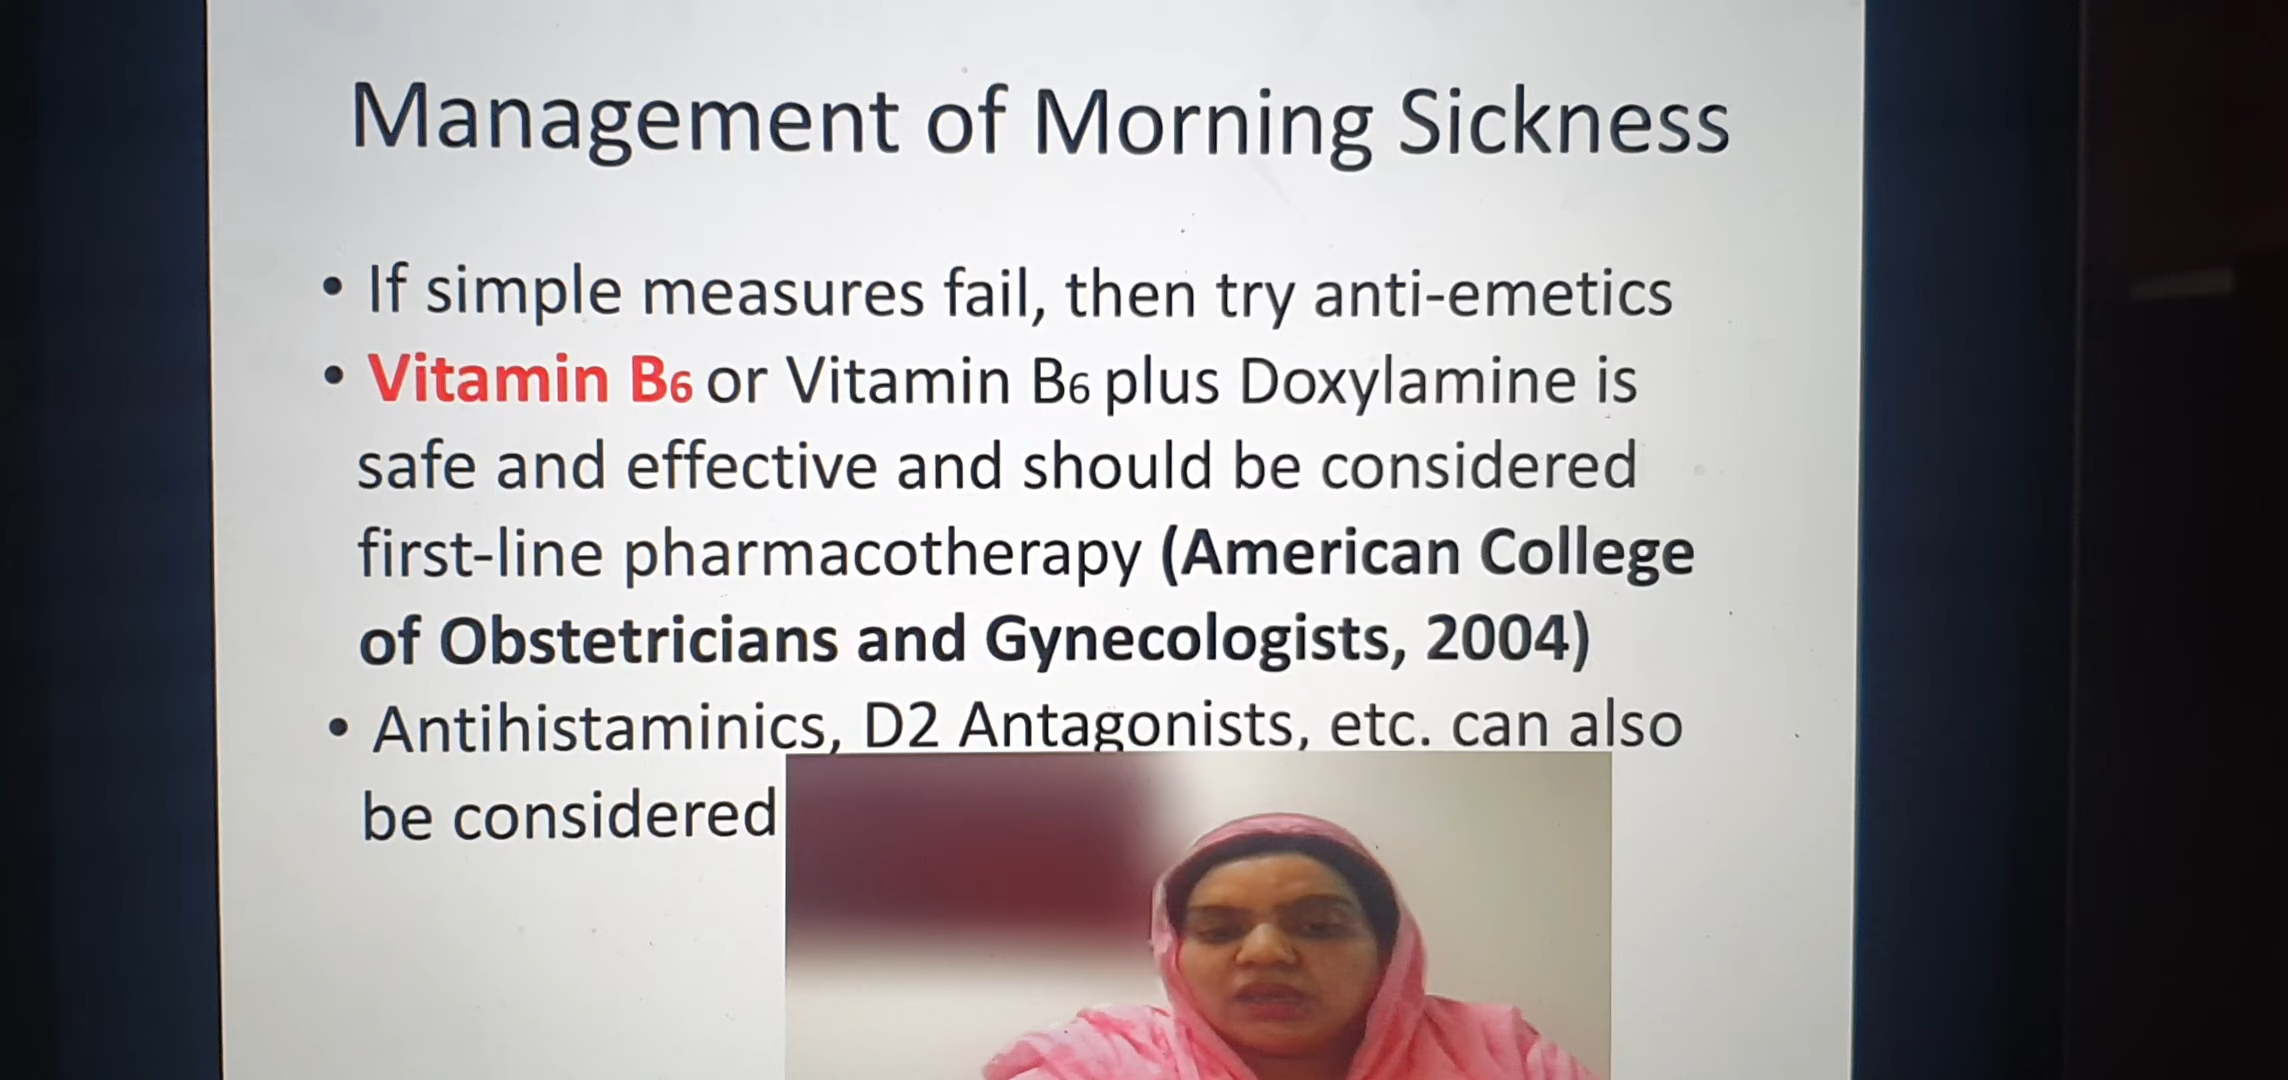 Management of Morning Sickness
• If simple measures fail, then try anti-emetics
• Vitamin B6 or Vitamin B6 plus Doxylamine is
safe and effective and should be considered
first-line pharmacotherapy (American College
of Obstetricians and Gynecologists, 2004)
• Antihistaminics, D2 Antagonists, etc. can also
be considered